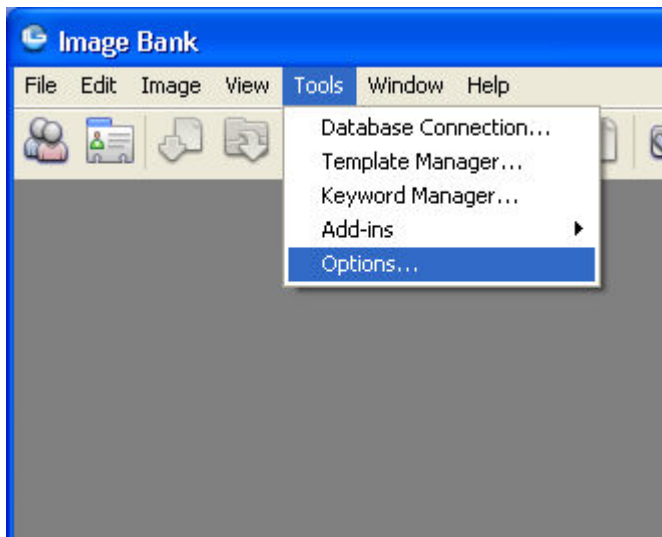 Image Bank
File Edit Image View Tools Window Help
Database Connection...
Template Manager...
Keyword Manager...
Add-ins
Options...